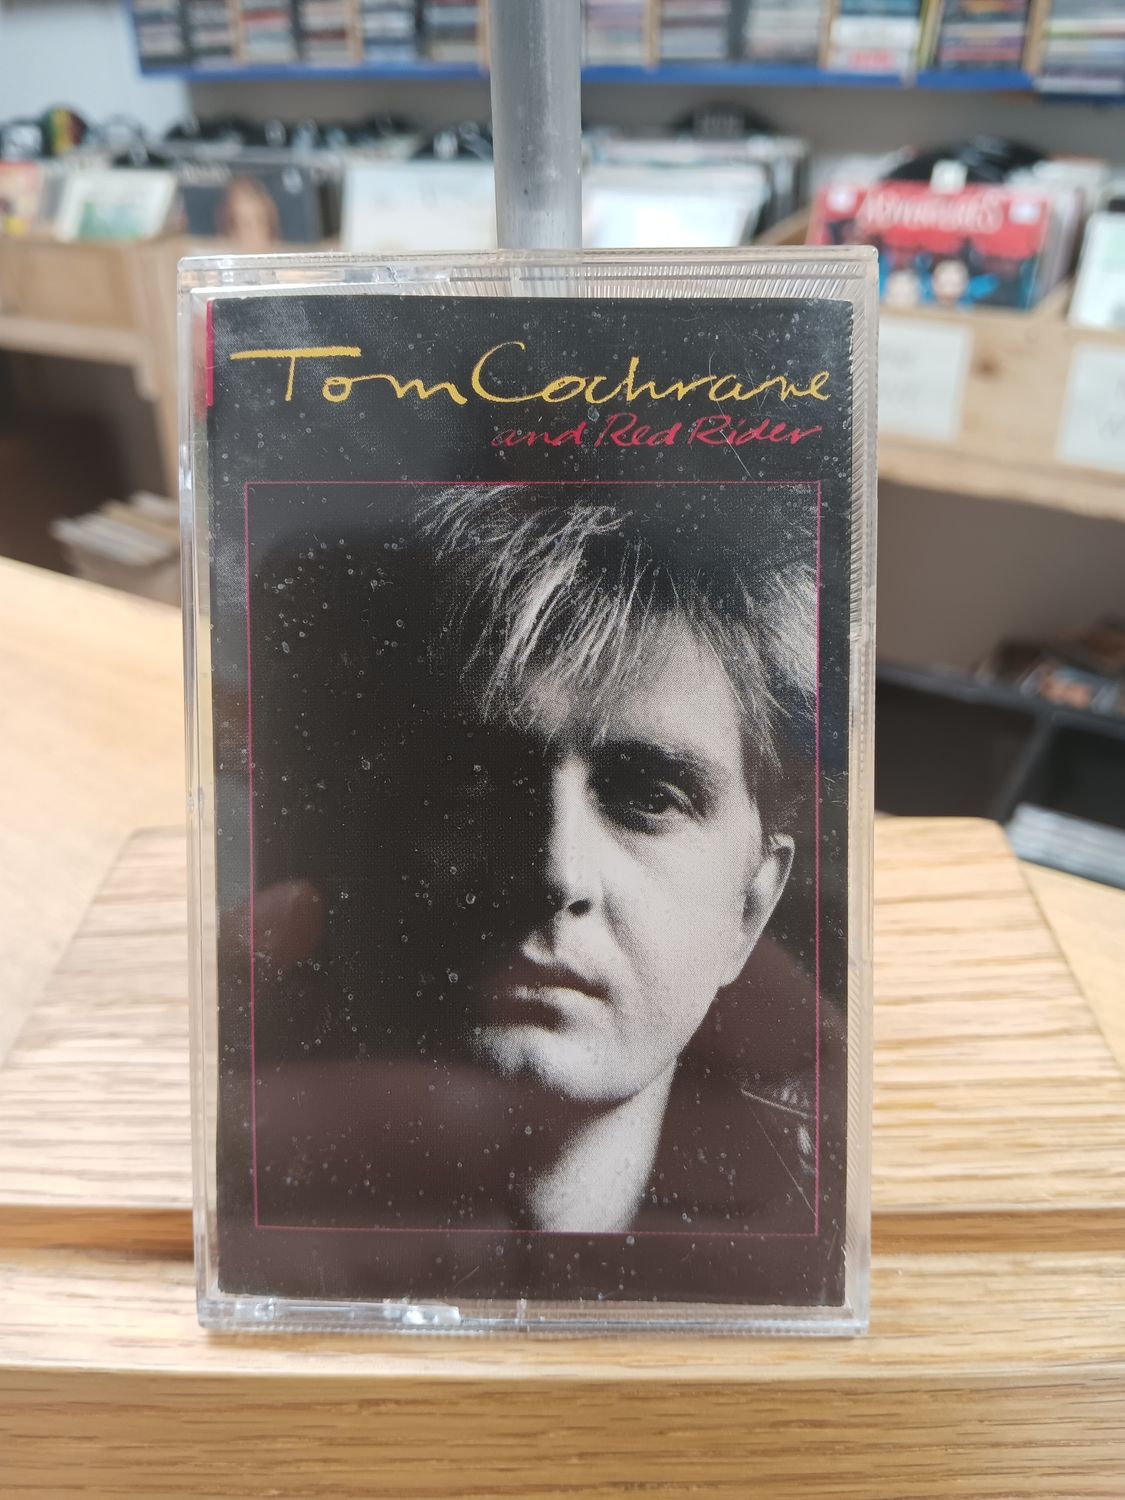 Tom Cochrane
and Red Rider